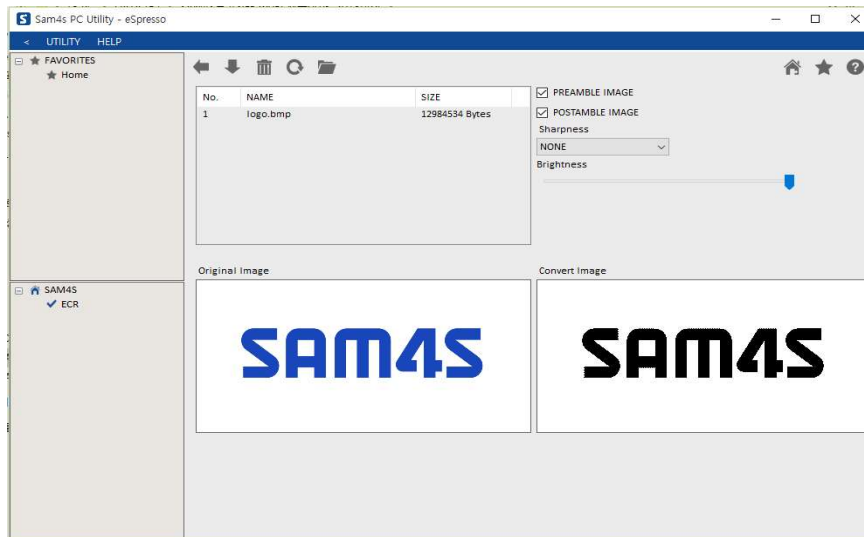 Sam4s PC Utility - eSpresso
< UTILITY HELP
FAVORITES
Home
No. NAME SIZE
1 logo.bmp 12984534 Bytes
PREAMBLE IMAGE
POSTAMBLE IMAGE
Sharpness
NONE
Brightness
SAM4S
ECR
Original Image
SAM4S
Convert Image
SAM4S